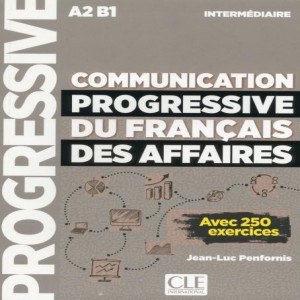 A2 B1
INTERMÉDIAIRE
PROGRESSIVE
COMMUNICATION
PROGRESSIVE
DU FRANÇAIS
DES AFFAIRES
Avec 250
exercices
Jean-Luc Penfornis
CLE